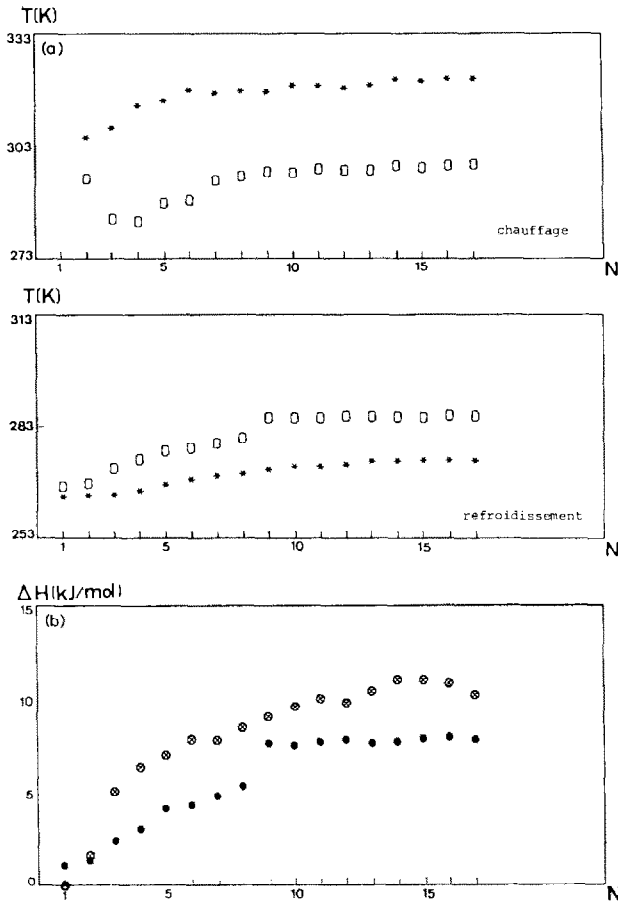 T(K)
333
(a)
303
chauffage
273
1 5 10 15 N
T(K)
313
283
refroidissement
253
1 5 10 15 N
ΔH(kJ/mol)
15
(b)
10
5
0
1 5 10 15 N